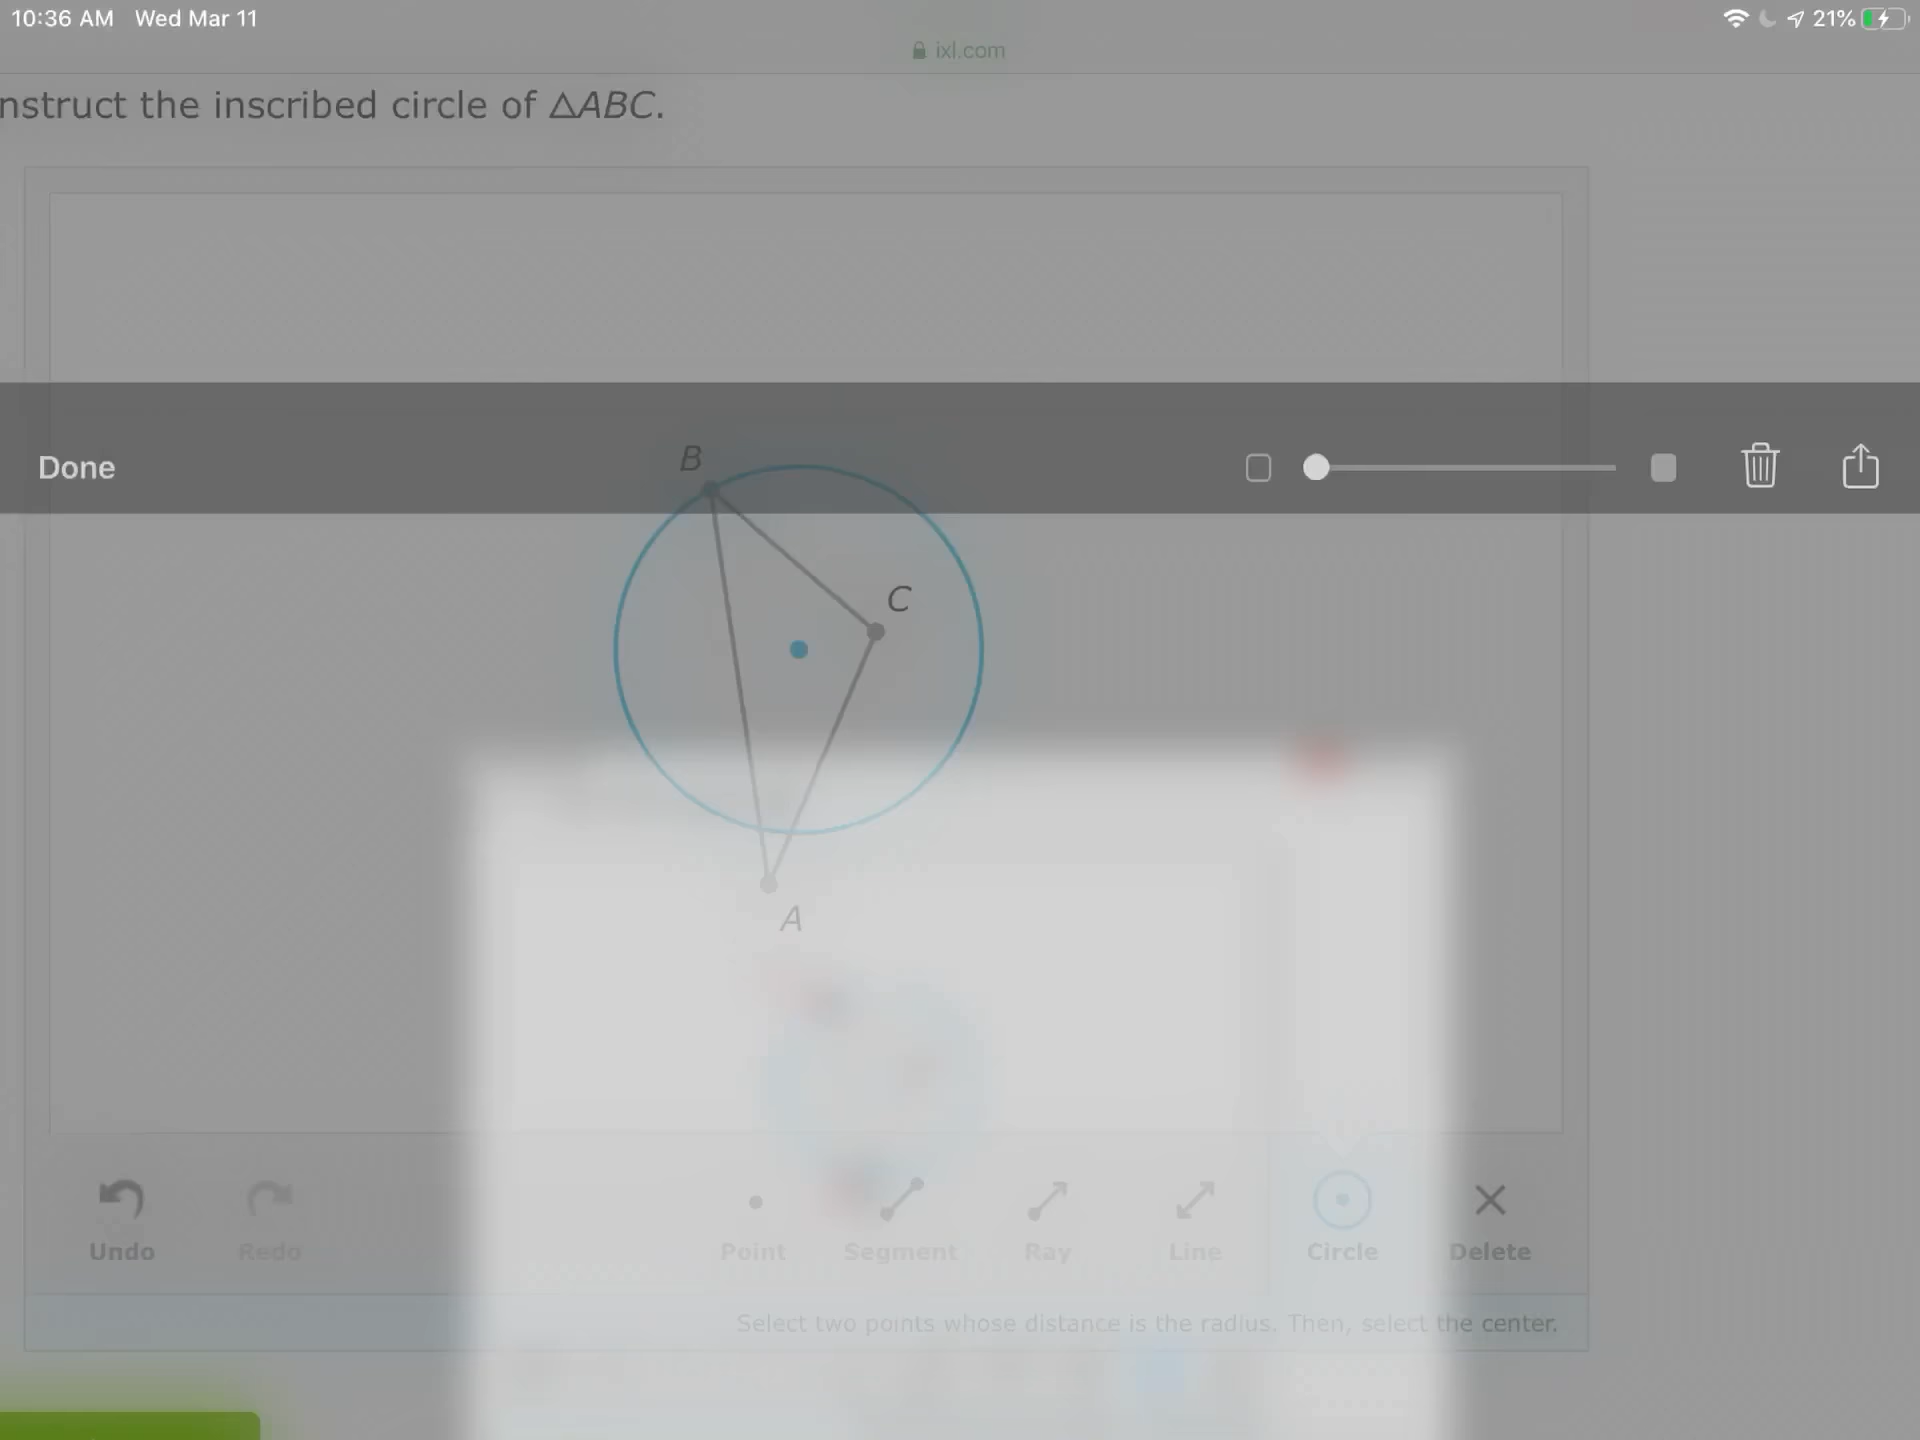 10:36 AM Wed Mar 11
21%
ixl.com
nstruct the inscribed circle of △ABC.
Done
B
C
A
Undo
Redo
Point
Segment
Ray
Line
Circle
Delete
Select two points whose distance is the radius. Then, select the center.